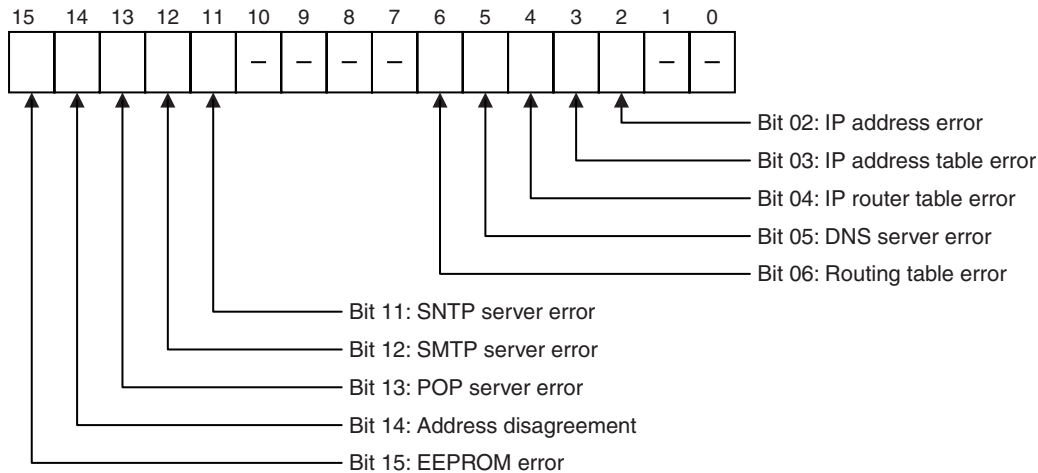 15 14 13 12 11 10 9 8 7 6 5 4 3 2 1 0
– – – – – –
Bit 02: IP address error
Bit 03: IP address table error
Bit 04: IP router table error
Bit 05: DNS server error
Bit 06: Routing table error
Bit 11: SNTP server error
Bit 12: SMTP server error
Bit 13: POP server error
Bit 14: Address disagreement
Bit 15: EEPROM error